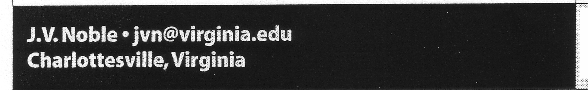 J.V. Noble • jvn@virginia.edu
Charlottesville, Virginia